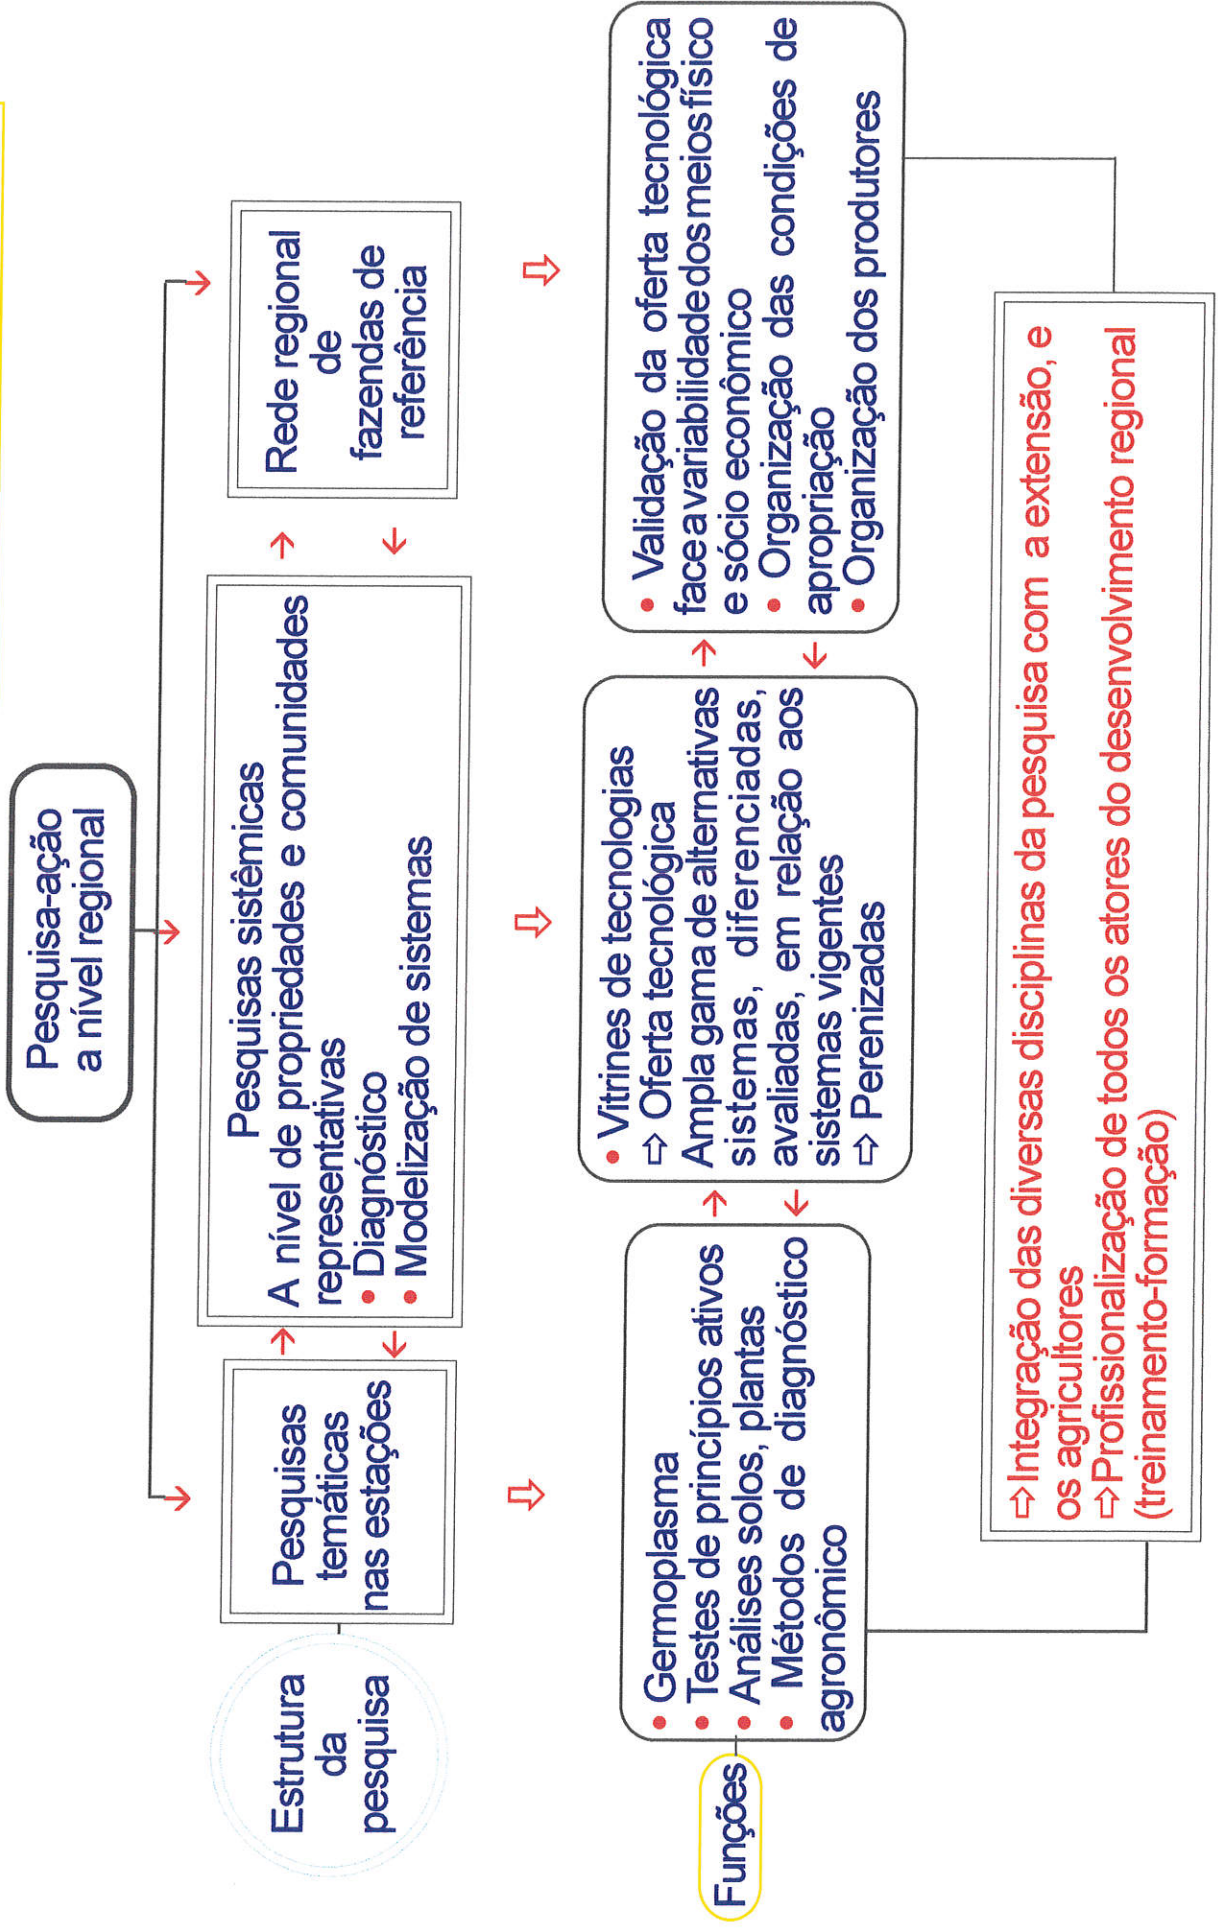 Pesquisa-ação
a nível regional
Estrutura
da
pesquisa
Pesquisas
temáticas
nas estações
Pesquisas sistêmicas
A nível de propriedades e comunidades
representativas
• Diagnóstico
• Modelização de sistemas
Rede regional
de
fazendas de
referência
Funções
• Germoplasma
• Testes de princípios ativos
• Análises solos, plantas
• Métodos de diagnóstico
agronômico
• Vitrines de tecnologias
⇨ Oferta tecnológica
Ampla gama de alternativas
sistemas, diferenciadas,
avaliadas, em relação aos
sistemas vigentes
⇨ Perenizadas
• Validação da oferta tecnológica
face a variabilidade dos meios físico
e sócio econômico
• Organização das condições de
apropriação
• Organização dos produtores
⇨ Integração das diversas disciplinas da pesquisa com a extensão, e
os agricultores
⇨ Profissionalização de todos os atores do desenvolvimento regional
(treinamento-formação)